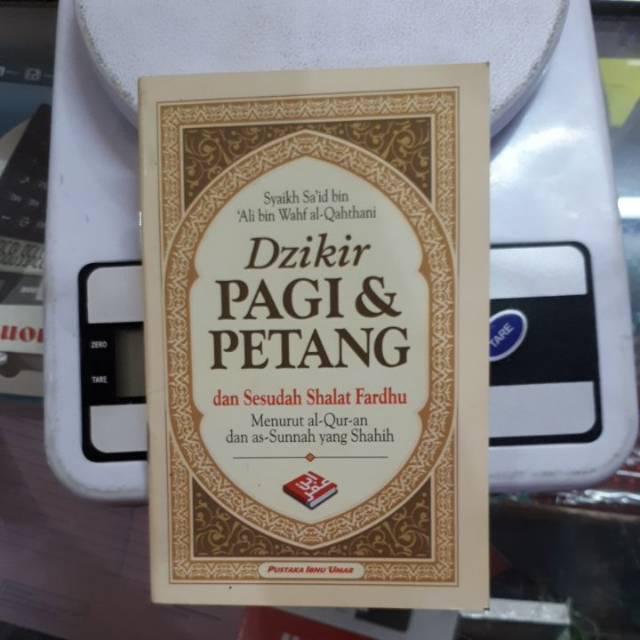 Syaikh Sa'id bin
'Ali bin Wahf al-Qahthani
Dzikir
PAGI &
PETANG
dan Sesudah Shalat Fardhu
Menurut al-Qur-an
dan as-Sunnah yang Shahih
PUSTAKA IBNU 'UMAR
ZERO
TARE
TARE